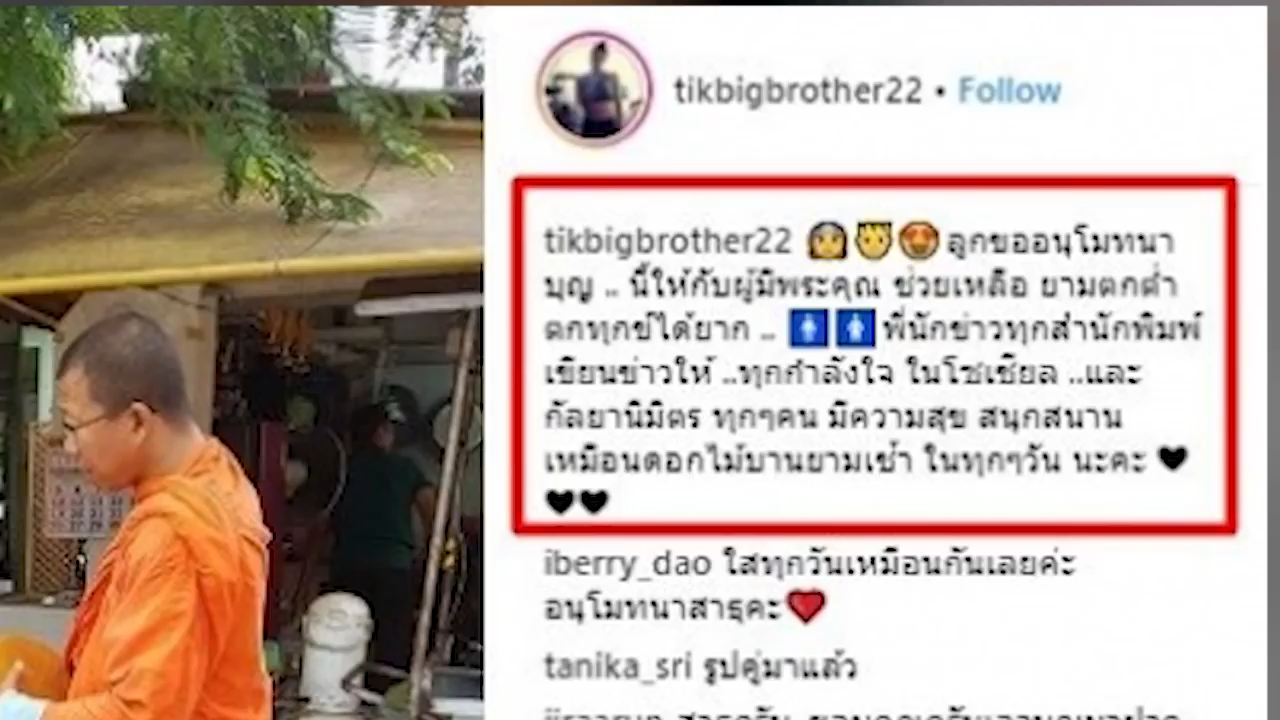 tikbigbrother22 • Follow
tikbigbrother22 👰🤴😍 ลูกขออนุโมทนา
บุญ .. นี้ให้กับผู้มีพระคุณ ช่วยเหลือ ยามตกต่ำ
ตกทุกข์ได้ยาก .. 🚹🚹 พี่นักข่าวทุกสำนักพิมพ์
เขียนข่าวให้ ..ทุกกำลังใจ ในโซเชียล ..และ
กัลยานิมิตร ทุกๆคน มีความสุข สนุกสนาน
เหมือนดอกไม้บานยามเช้า ในทุกๆวัน นะคะ 🖤
🖤🖤
iberry_dao ใส่ทุกวันเหมือนกันเลยค่ะ
อนุโมทนาสาธุคะ❤️
tanika_sri รูปคู่มาแล้ว